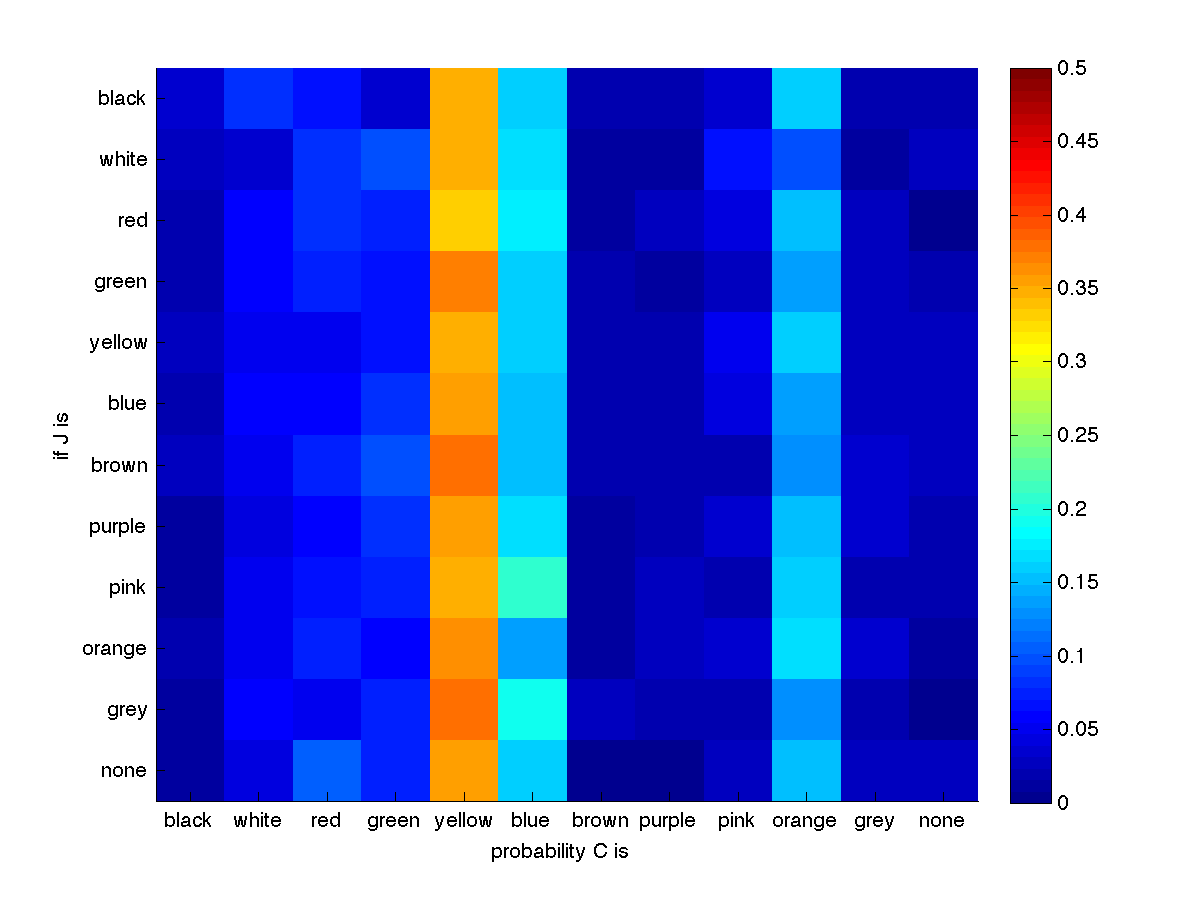 black
white
red
green
yellow
blue
brown
purple
pink
orange
grey
none
if J is
black white red green yellow blue brown purple pink orange grey none
probability C is
0.5
0.45
0.4
0.35
0.3
0.25
0.2
0.15
0.1
0.05
0